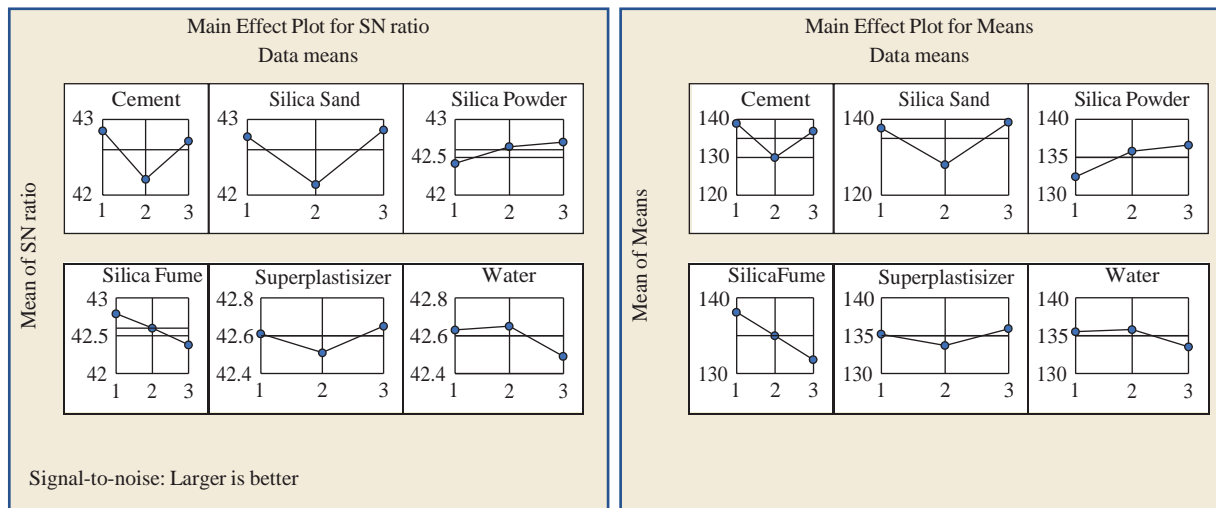 Main Effect Plot for SN ratio
Data means
Mean of SN ratio
Cement
43
42
1 2 3
Silica Sand
43
42
1 2 3
Silica Powder
43
42.5
42
1 2 3
Silica Fume
43
42.5
42
1 2 3
Superplastisizer
42.8
42.6
42.4
1 2 3
Water
42.8
42.6
42.4
1 2 3
Signal-to-noise: Larger is better
Main Effect Plot for Means
Data means
Mean of Means
Cement
140
130
120
1 2 3
Silica Sand
140
120
1 2 3
Silica Powder
140
135
130
1 2 3
SilicaFume
140
130
1 2 3
Superplastisizer
140
135
130
1 2 3
Water
140
135
130
1 2 3